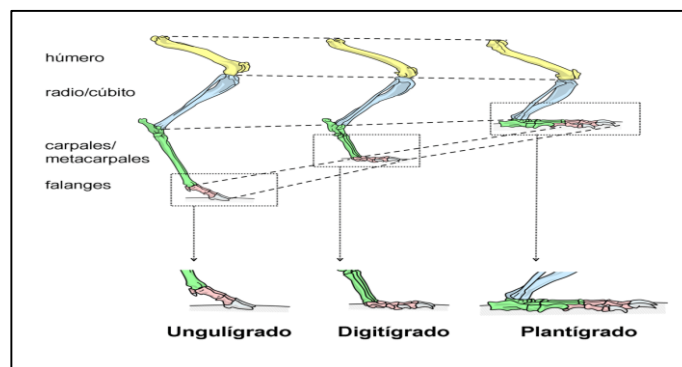 húmero
radio/cúbito
carpales/
metacarpales
falanges
Ungulígrado
Digitígrado
Plantígrado